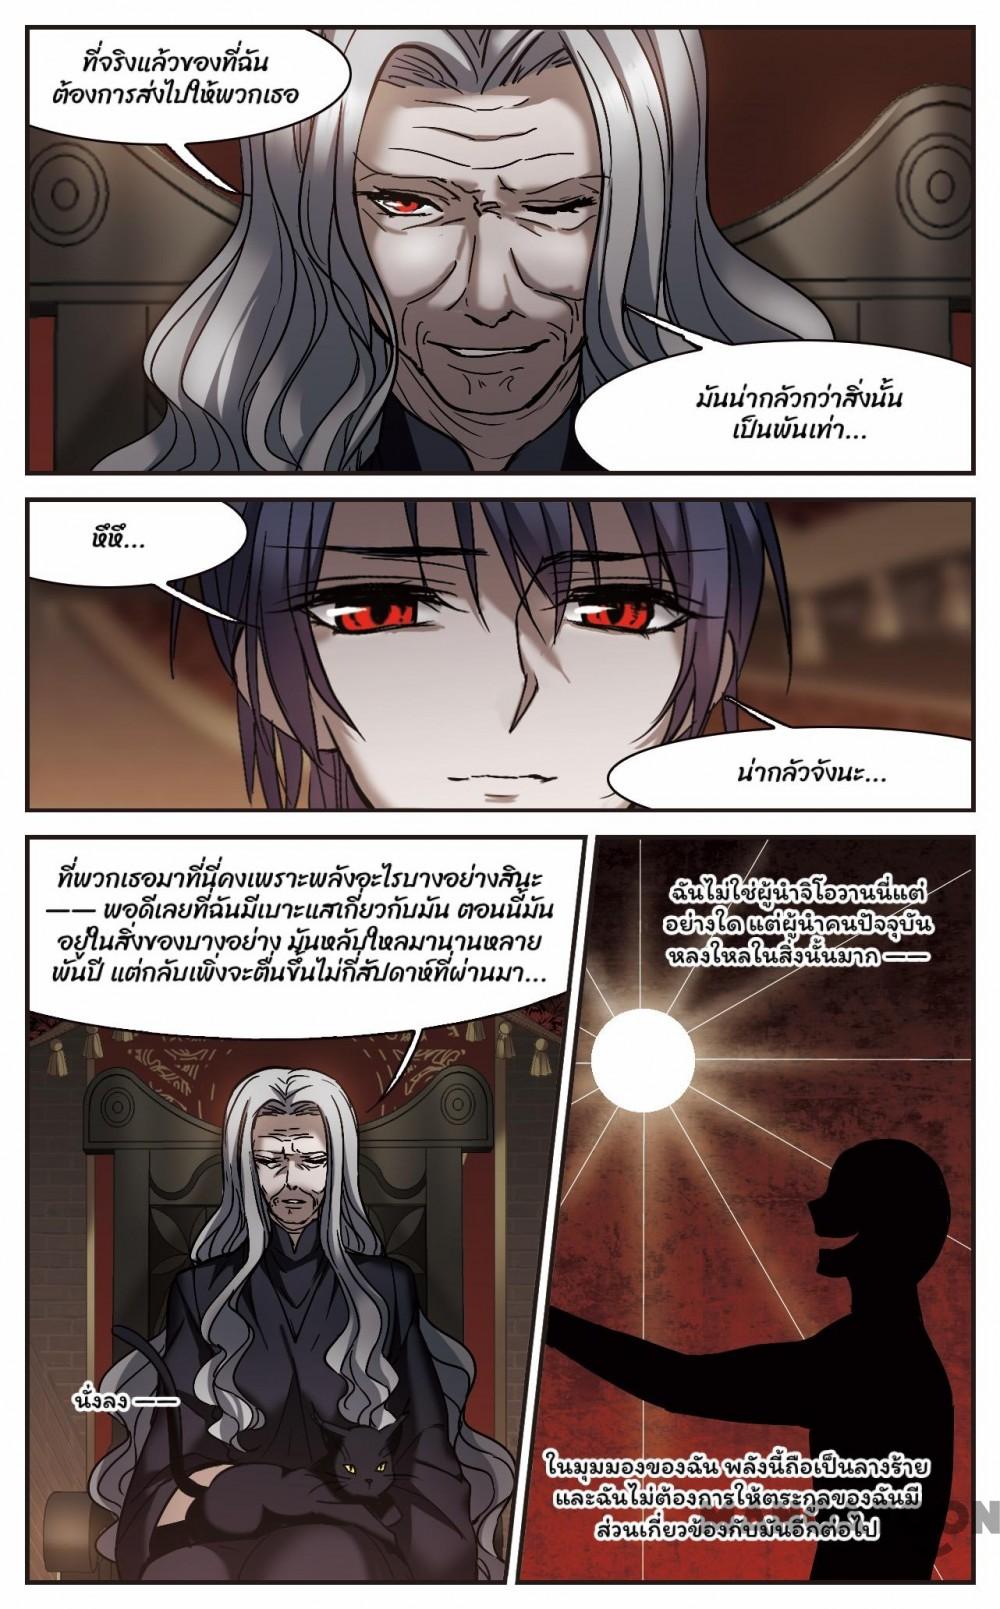 ที่จริงแล้วของที่ฉัน
ต้องการส่งไปให้พวกเธอ
มันน่ากลัวกว่าสิ่งนั้น
เป็นพันเท่า...
หึหึ...
น่ากลัวจังนะ...
ที่พวกเธอมาที่นี่คงเพราะพลังอะไรบางอย่างสินะ
—— พอดีเลยที่ฉันมีเบาะแสเกี่ยวกับมัน ตอนนี้มัน
อยู่ในสิ่งของบางอย่าง มันหลับใหลมานานหลาย
พันปี แต่กลับเพิ่งจะตื่นขึ้นไม่กี่สัปดาห์ที่ผ่านมา...
นั่งลง ——
ฉันไม่ใช่ผู้นำจิโอวานนี่แต่
อย่างใด แต่ผู้นำคนปัจจุบัน
หลงใหลในสิ่งนั้นมาก ——
ในมุมมองของฉัน พลังนี้ถือเป็นลางร้าย
และฉันไม่ต้องการให้ตระกูลของฉันมี
ส่วนเกี่ยวข้องกับมันอีกต่อไป